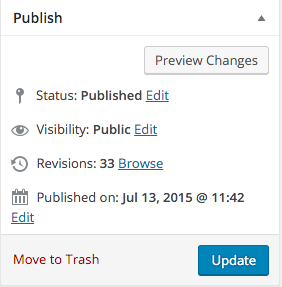 Publish
Preview Changes
Status: Published Edit
Visibility: Public Edit
Revisions: 33 Browse
Published on: Jul 13, 2015 @ 11:42
Edit
Move to Trash Update